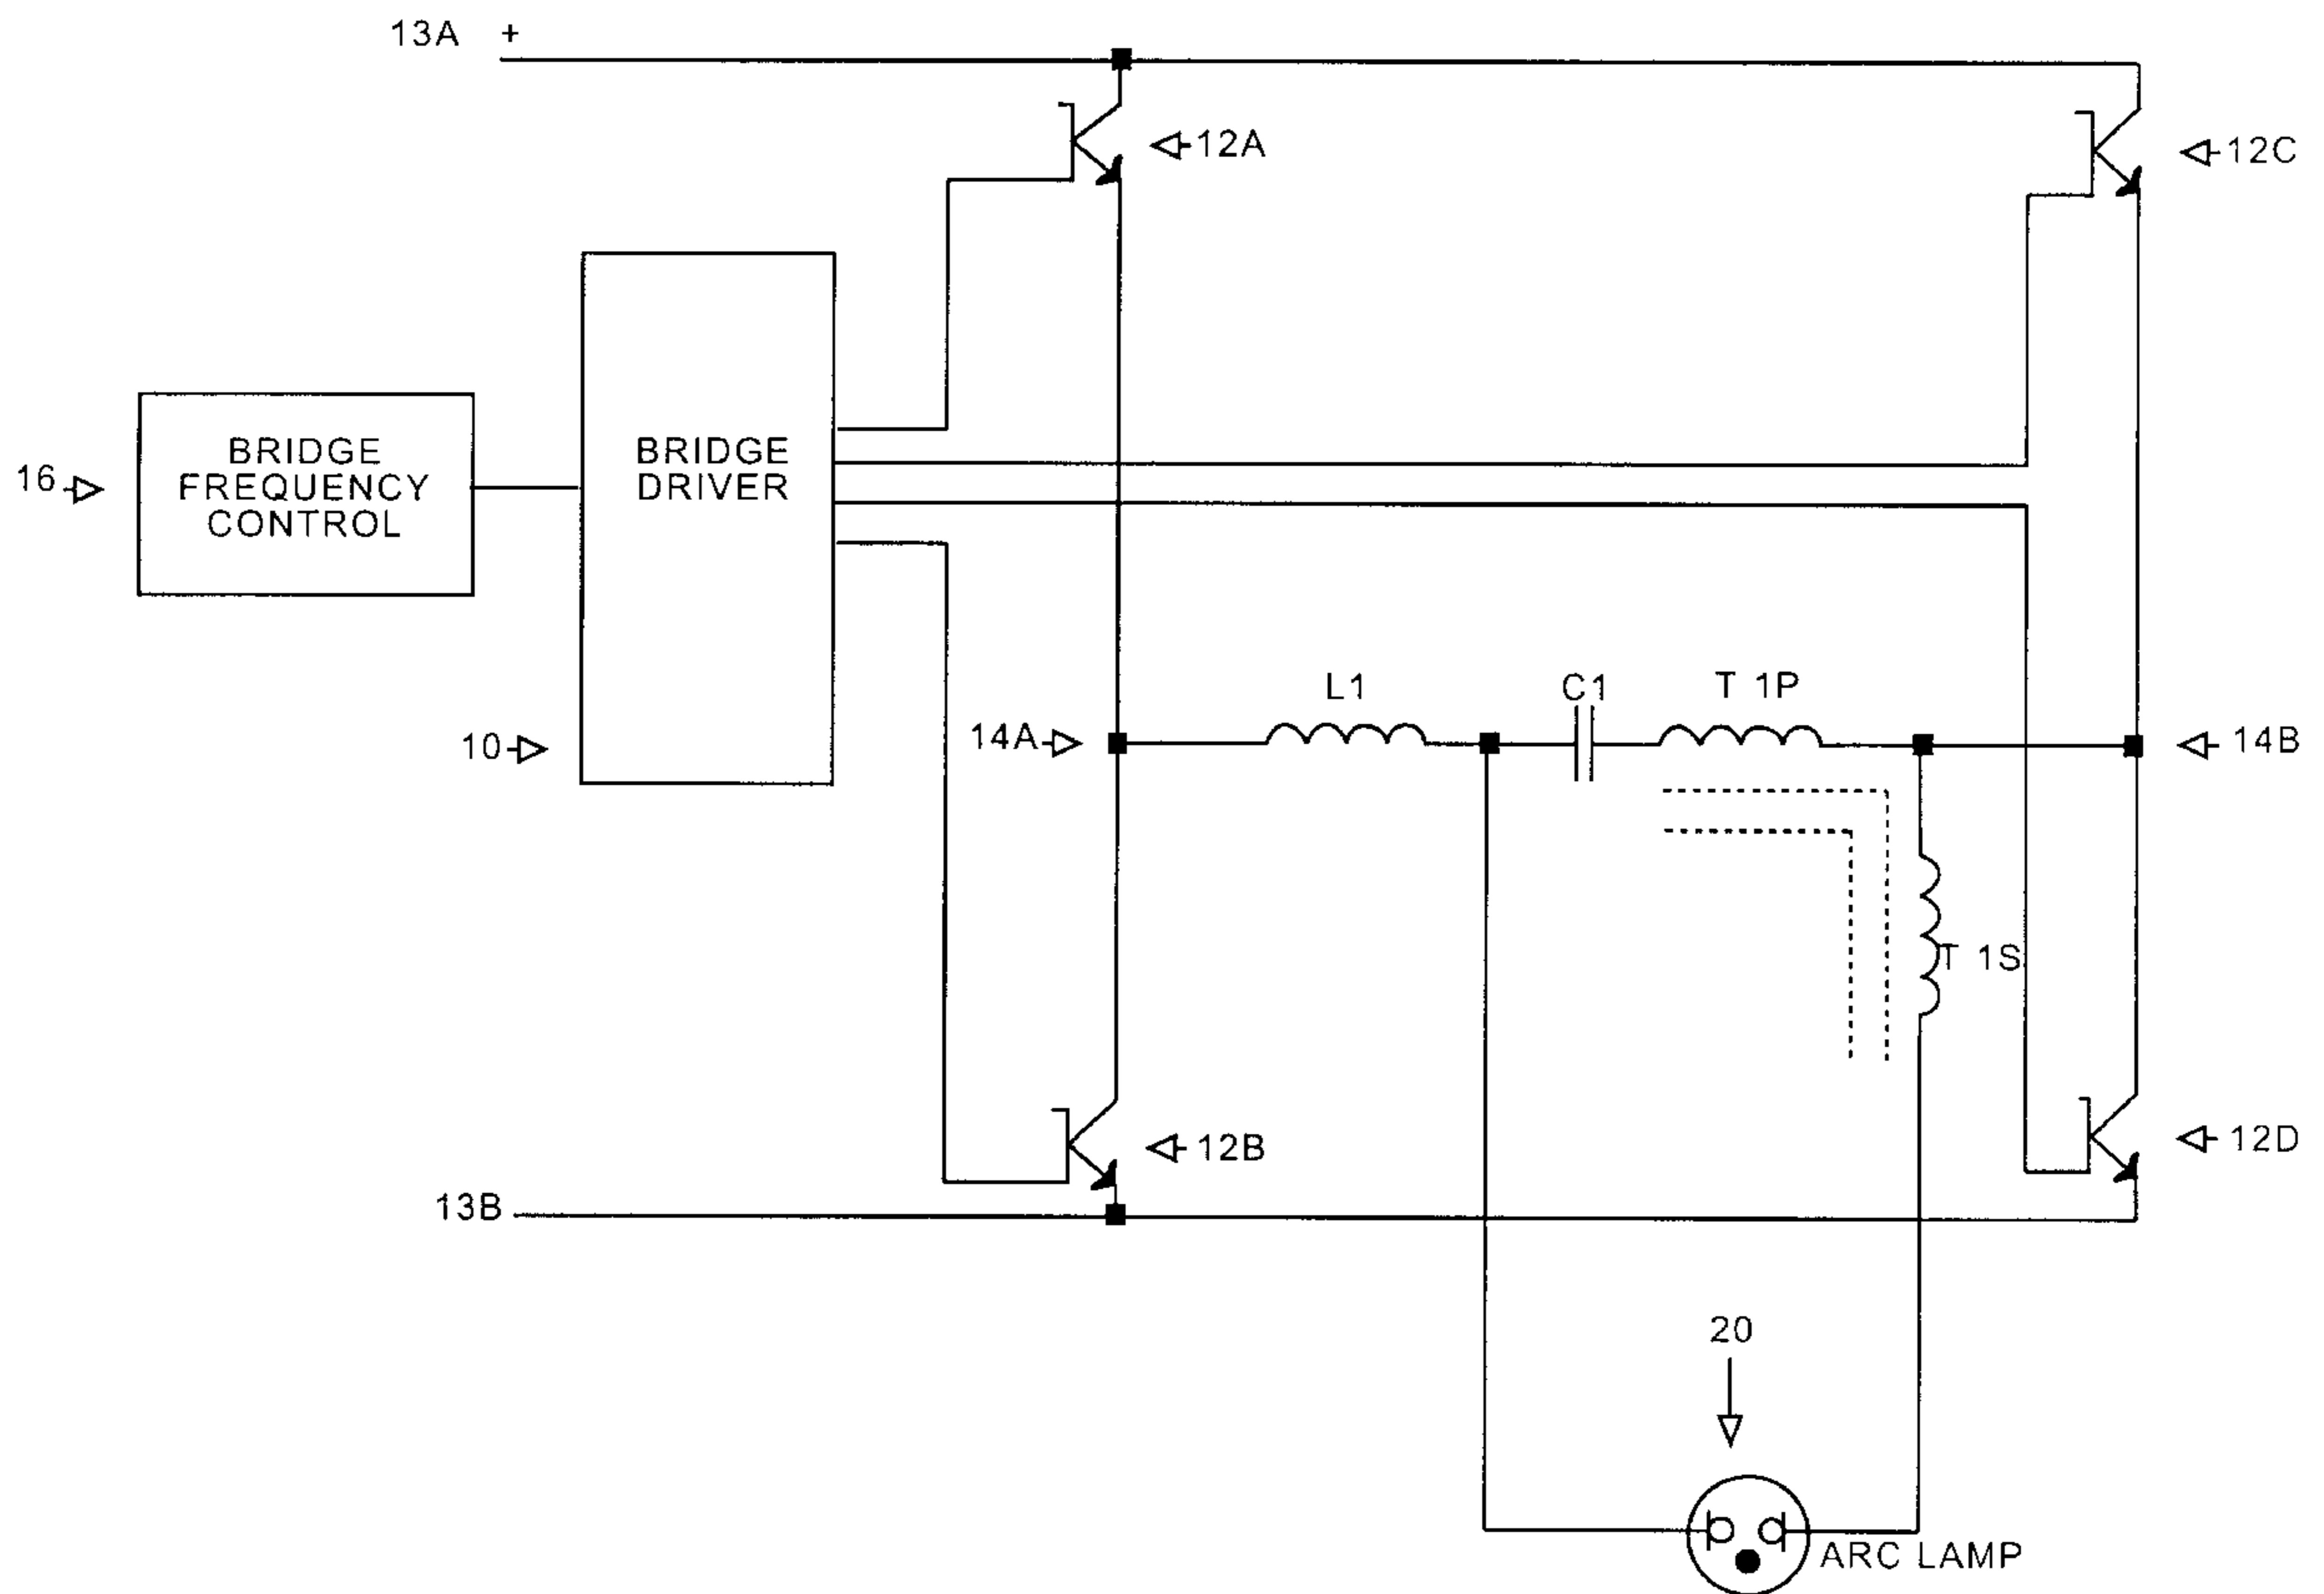 13A +
12A
12C
BRIDGE
FREQUENCY
CONTROL
16
BRIDGE
DRIVER
10
14A
L1
C1
T 1P
14B
T 1S
12B
12D
13B
20
ARC LAMP